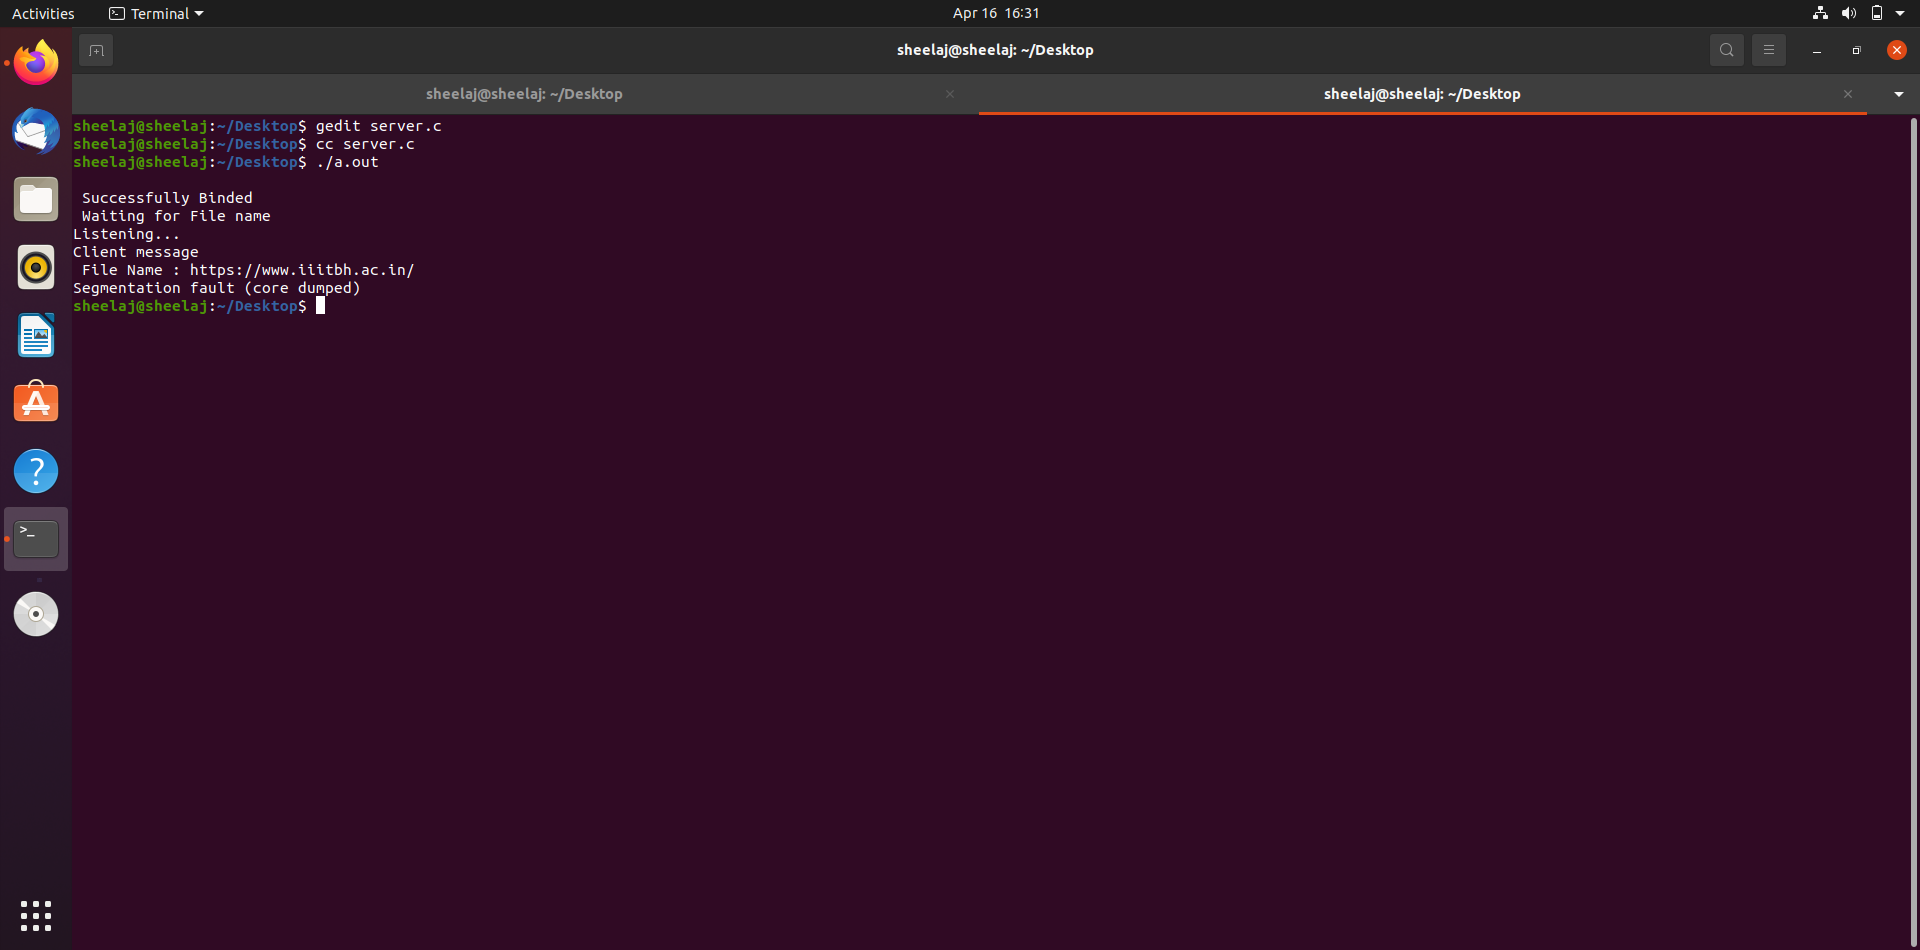 Activities
Terminal
Apr 16 16:31
sheelaj@sheelaj: ~/Desktop
sheelaj@sheelaj: ~/Desktop
sheelaj@sheelaj: ~/Desktop
sheelaj@sheelaj:~/Desktop$ gedit server.c
sheelaj@sheelaj:~/Desktop$ cc server.c
sheelaj@sheelaj:~/Desktop$ ./a.out
Successfully Binded
Waiting for File name
Listening...
Client message
File Name : https://www.iiitbh.ac.in/
Segmentation fault (core dumped)
sheelaj@sheelaj:~/Desktop$